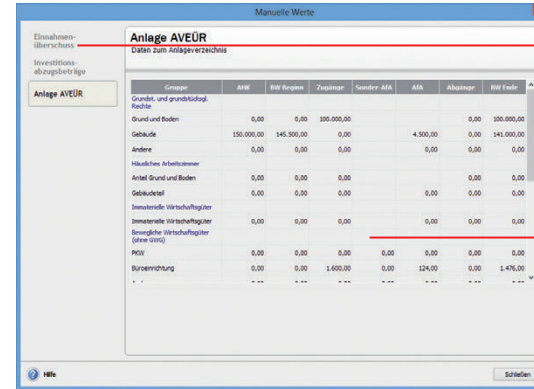 Manuelle Werte
Einnahmen-
überschuss
Investitions-
abzugsbeträge
Anlage AVEÜR
Anlage AVEÜR
Daten zum Anlageverzeichnis
Gruppe AHK BW Beginn Zugänge Sonder-AfA AfA Abgänge BW Ende
Grundst. und grundstücksgl.
Rechte
Grund und Boden 0,00 0,00 100.000,00 0,00 100.000,00
Gebäude 150.000,00 145.500,00 0,00 4.500,00 0,00 141.000,00
Andere 0,00 0,00 0,00 0,00 0,00 0,00
Häusliches Arbeitszimmer
Anteil Grund und Boden 0,00 0,00 0,00 0,00 0,00
Gebäudeteil 0,00 0,00 0,00 0,00 0,00 0,00
Immaterielle Wirtschaftsgüter
Immaterielle Wirtschaftsgüter 0,00 0,00 0,00 0,00 0,00 0,00
Bewegliche Wirtschaftsgüter
(ohne GWG)
PKW 0,00 0,00 0,00 0,00 0,00 0,00 0,00
Büroeinrichtung 0,00 0,00 1.600,00 0,00 124,00 0,00 1.476,00
Hilfe
Schließen